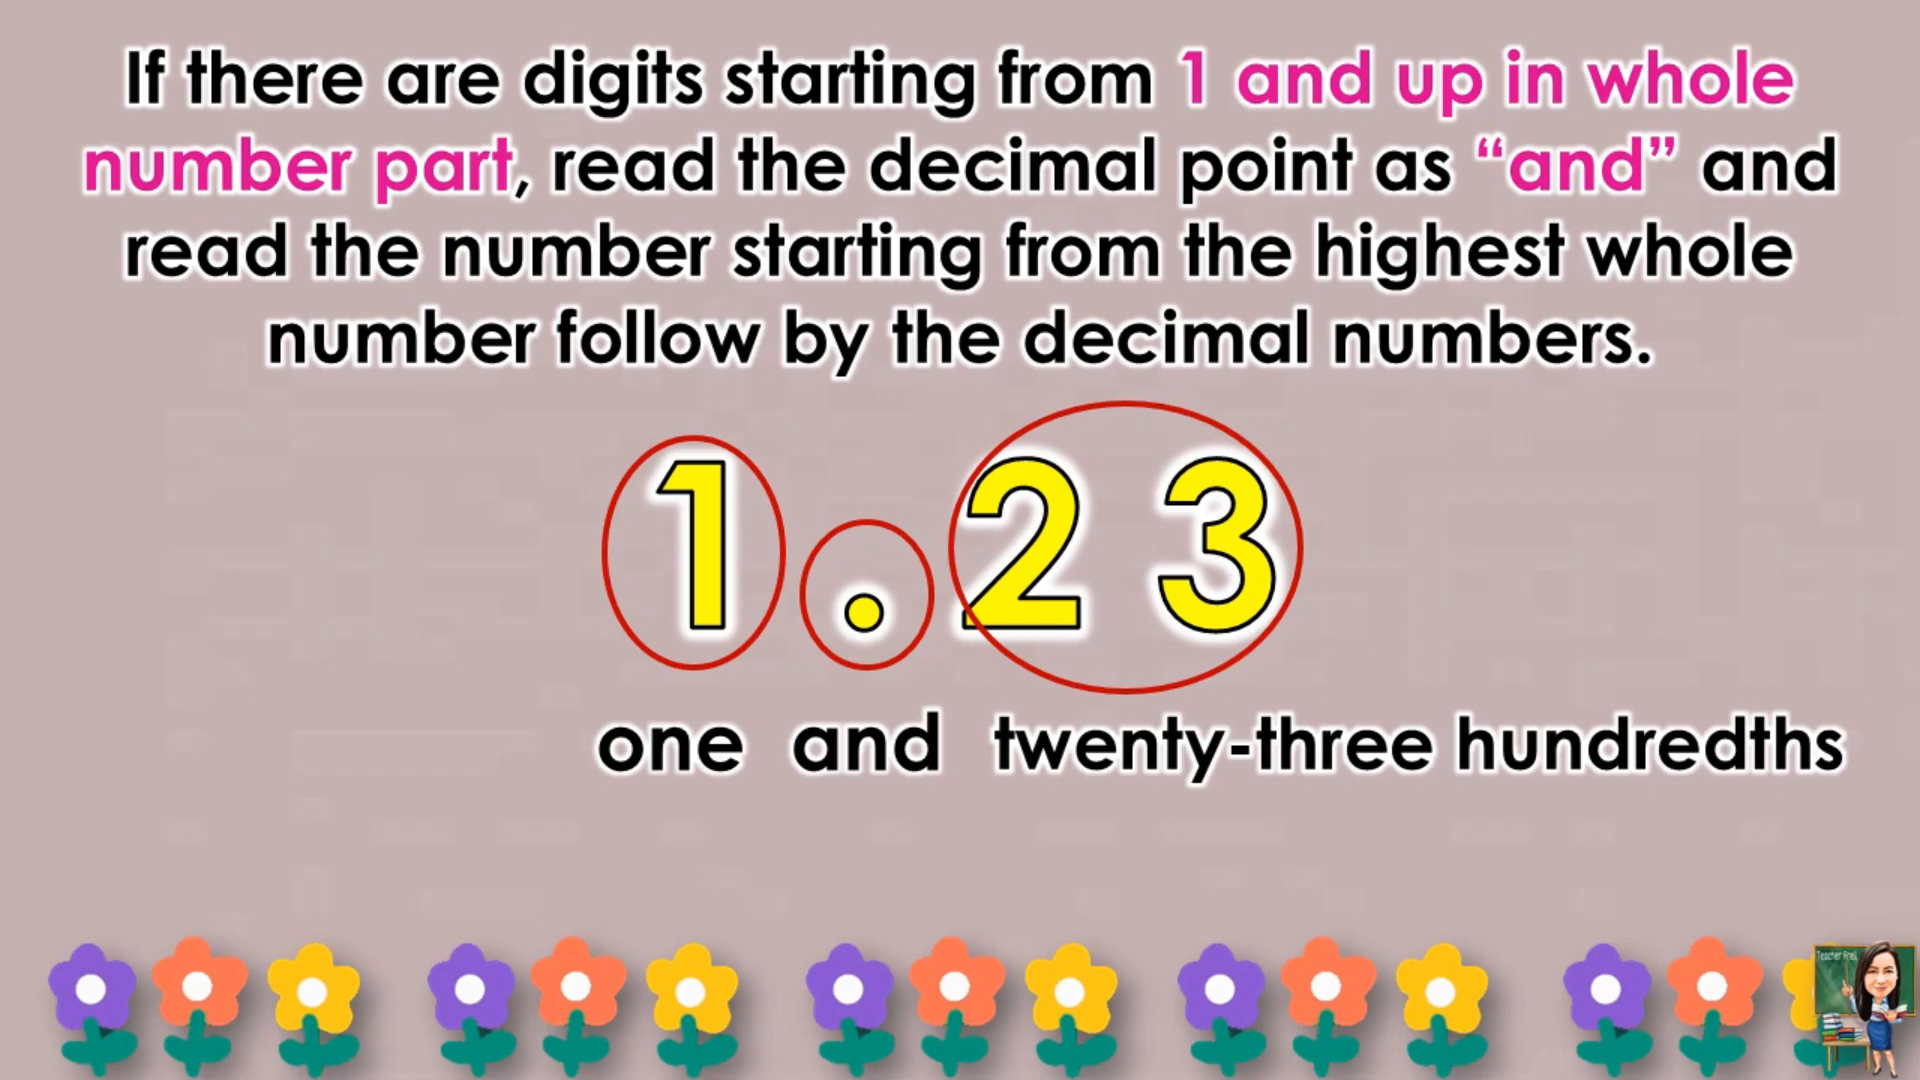 If there are digits starting from 1 and up in whole
number part, read the decimal point as “and” and
read the number starting from the highest whole
number follow by the decimal numbers.
1 . 2 3
one and twenty-three hundredths